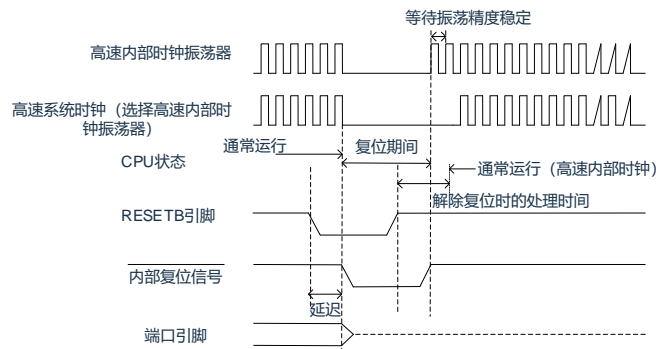 等待振荡精度稳定
高速内部时钟振荡器
高速系统时钟（选择高速内部时
钟振荡器）
通常运行
复位期间
CPU状态
通常运行（高速内部时钟）
解除复位时的处理时间
RESETB引脚
内部复位信号
延迟
端口引脚